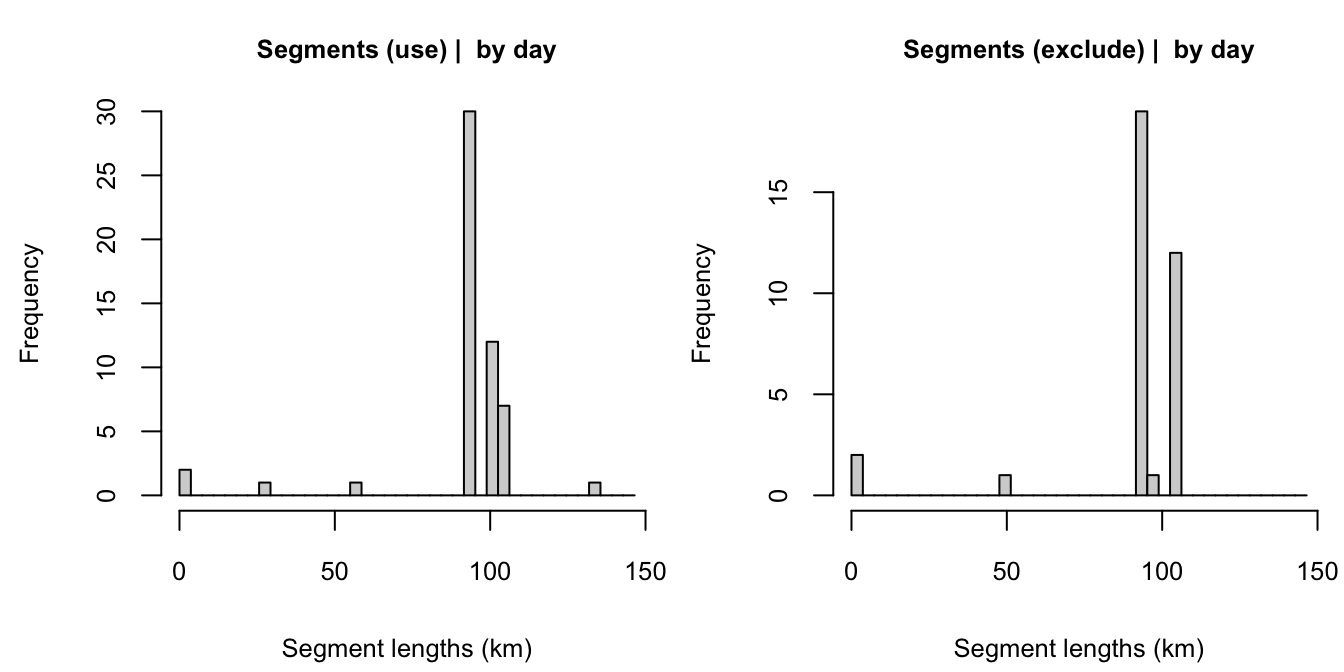 Segments (use) |  by day
Frequency
30
25
20
15
10
5
0
0 50 100 150
Segment lengths (km)
Segments (exclude) |  by day
Frequency
15
10
5
0
0 50 100 150
Segment lengths (km)